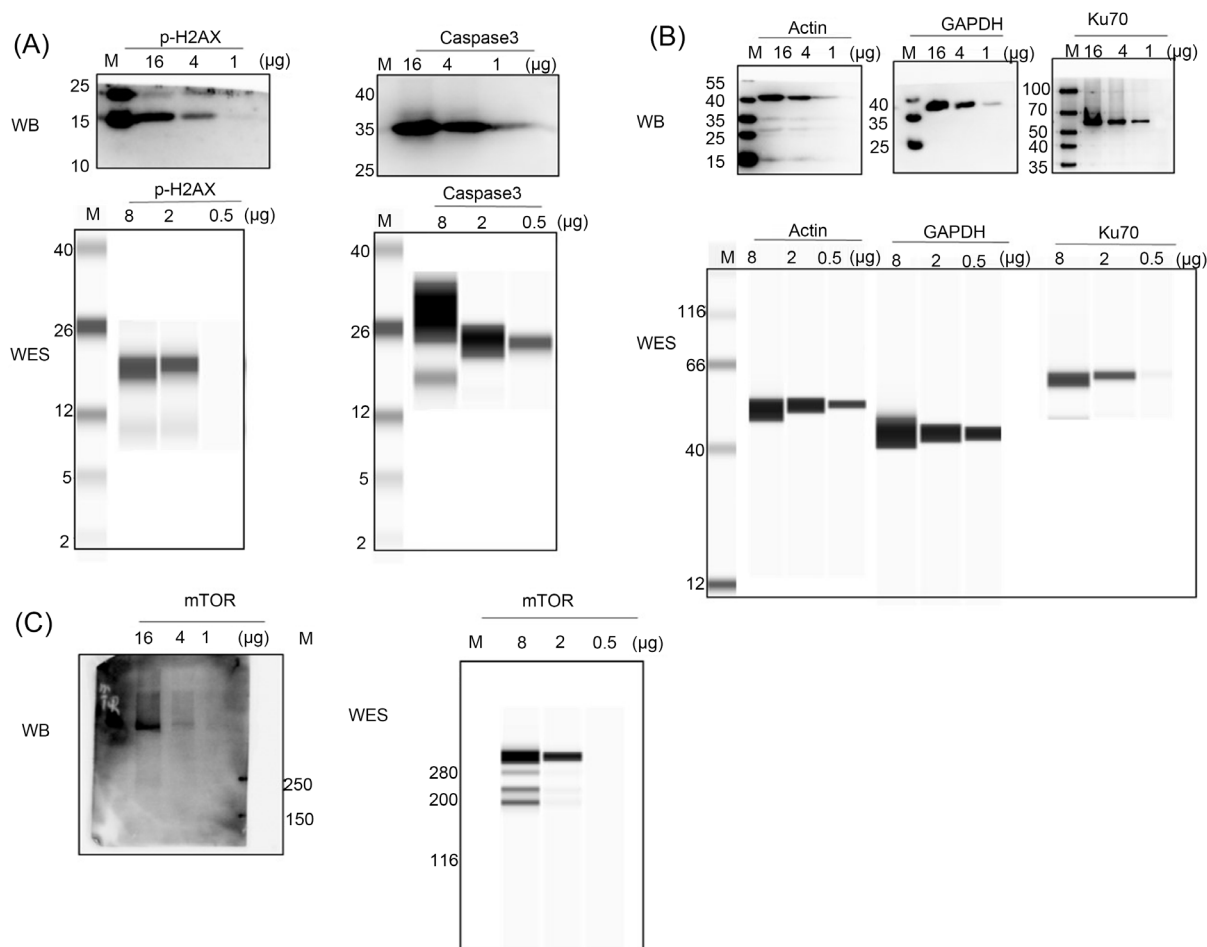 (A)
p-H2AX
M 16 4 1 (µg)
25
15
10
WB
Caspase3
M 16 4 1 (µg)
40
35
25
p-H2AX
M 8 2 0.5 (µg)
40
26
12
5
2
WES
Caspase3
M 8 2 0.5 (µg)
40
26
12
5
2
(B)
Actin
M 16 4 1 (µg)
55
40
35
25
15
WB
GAPDH
M 16 4 1 (µg)
40
35
25
Ku70
M 16 4 1 (µg)
100
70
50
40
35
Actin GAPDH Ku70
M 8 2 0.5 (µg) 8 2 0.5 (µg) 8 2 0.5 (µg)
116
66
40
12
WES
(C)
mTOR
16 4 1 (µg) M
WB
250
150
mTOR
M 8 2 0.5 (µg)
WES
280
200
116